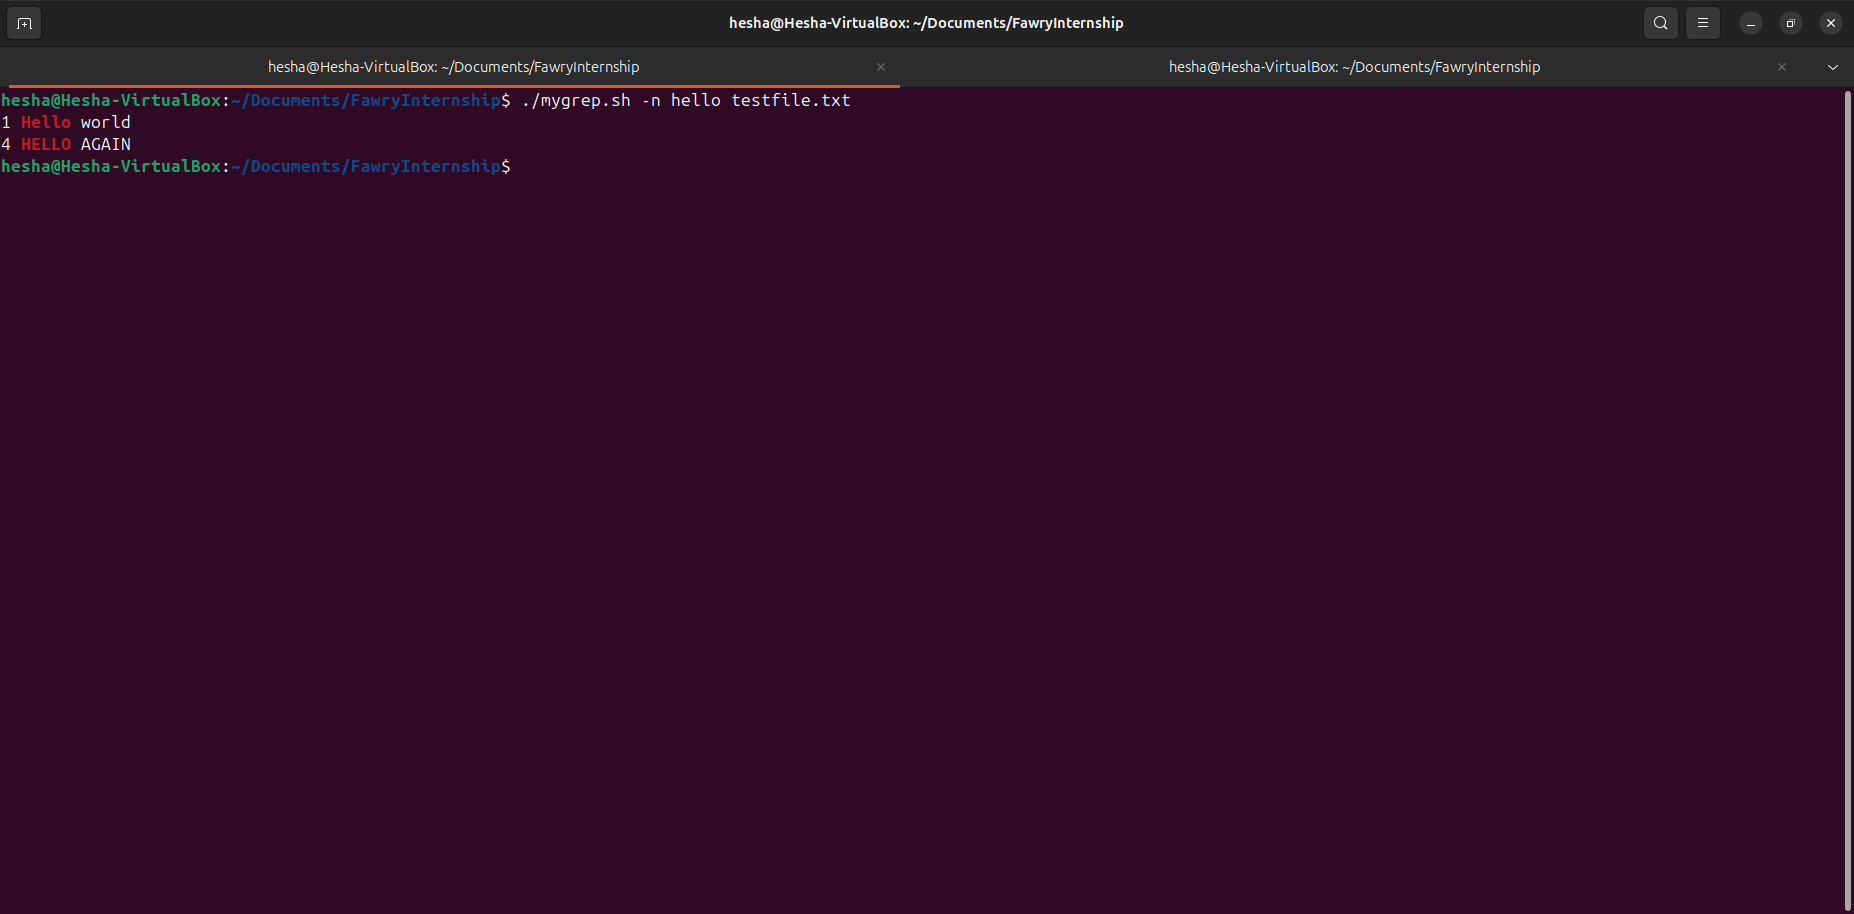 hesha@Hesha-VirtualBox: ~/Documents/FawryInternship
hesha@Hesha-VirtualBox: ~/Documents/FawryInternship
hesha@Hesha-VirtualBox: ~/Documents/FawryInternship
hesha@Hesha-VirtualBox:~/Documents/FawryInternship$ ./mygrep.sh -n hello testfile.txt
1 Hello world
4 HELLO AGAIN
hesha@Hesha-VirtualBox:~/Documents/FawryInternship$